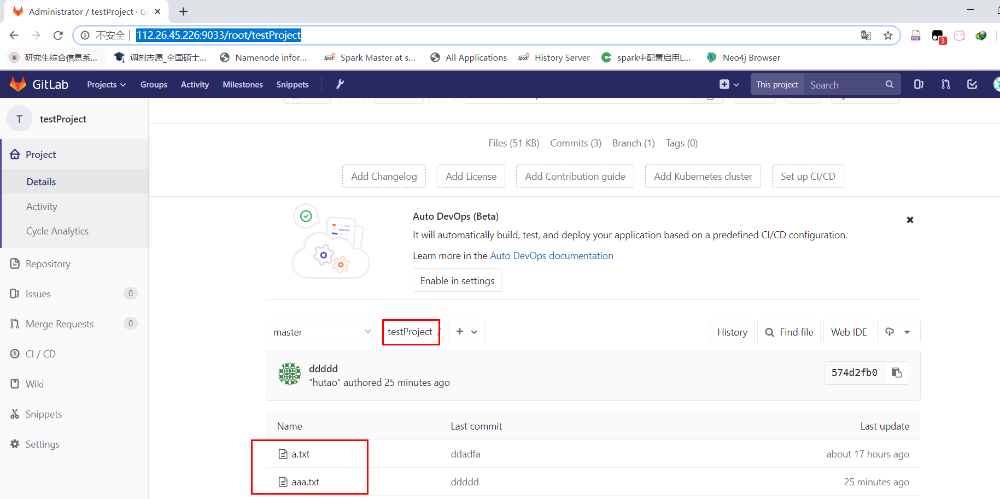 Administrator / testProject · Gi
不安全 | 112.26.45.226:9033/root/testProject
3
研究生综合信息系... 调剂志愿_全国硕士... Namenode infor... Spark Master at s... All Applications History Server spark中配置启用L... Neo4j Browser
GitLab Projects Groups Activity Milestones Snippets This project Search
T testProject
Project
Details
Activity
Cycle Analytics
Repository
Issues 0
Merge Requests 0
CI / CD
Wiki
Snippets
Settings
Files (51 KB) Commits (3) Branch (1) Tags (0)
Add Changelog Add License Add Contribution guide Add Kubernetes cluster Set up CI/CD
Auto DevOps (Beta)
It will automatically build, test, and deploy your application based on a predefined CI/CD configuration.
Learn more in the Auto DevOps documentation
Enable in settings
master testProject / + History Find file Web IDE
ddddd
“hutao” authored 25 minutes ago
574d2fb0
Name Last commit Last update
a.txt ddadfa about 17 hours ago
aaa.txt ddddd 25 minutes ago